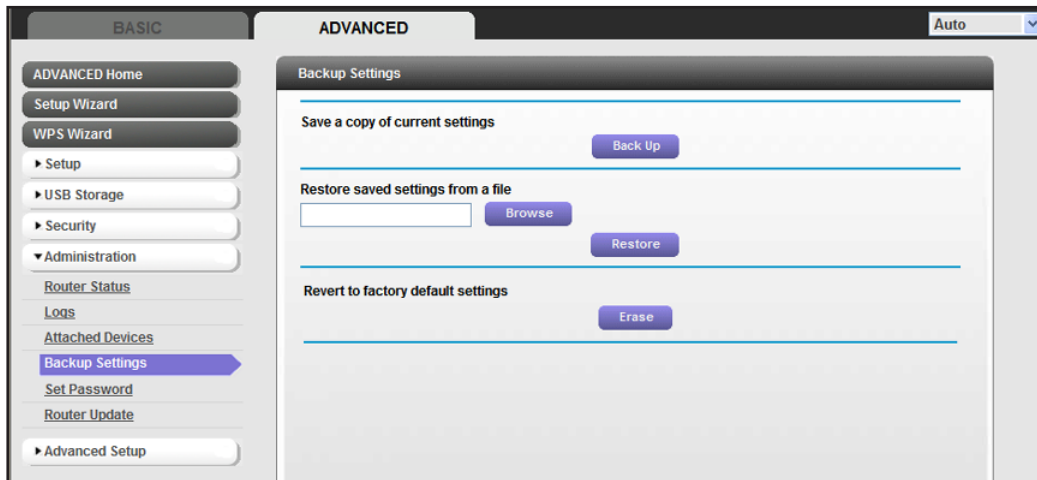 BASIC
ADVANCED
Auto
ADVANCED Home
Setup Wizard
WPS Wizard
Setup
USB Storage
Security
Administration
Router Status
Logs
Attached Devices
Backup Settings
Set Password
Router Update
Advanced Setup
Backup Settings
Save a copy of current settings
Back Up
Restore saved settings from a file
Browse
Restore
Revert to factory default settings
Erase